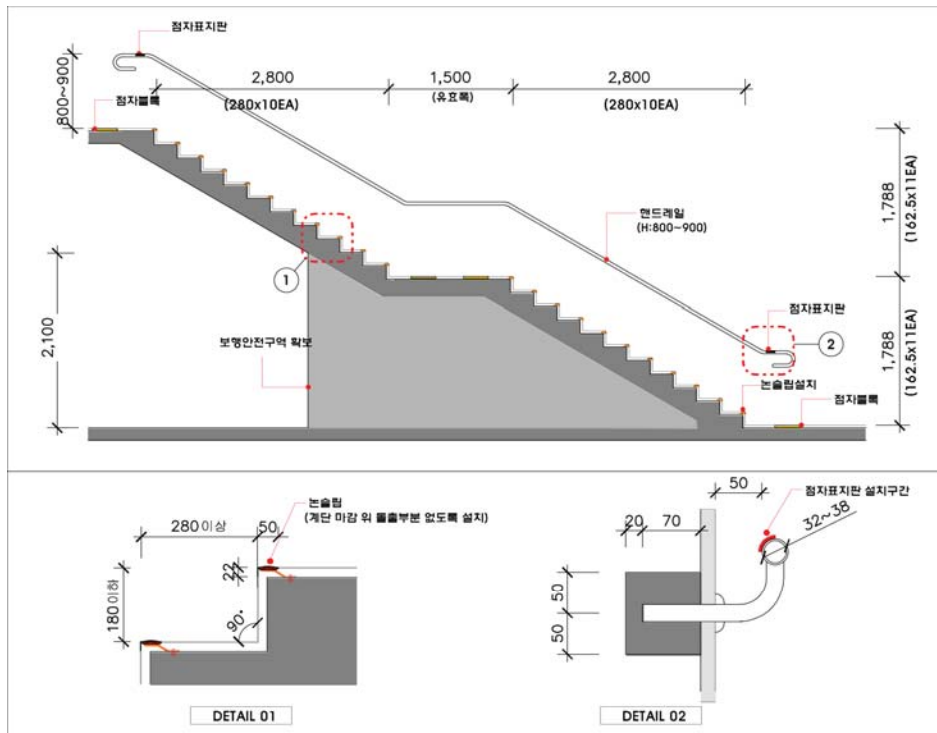 점자표지판
800~900
2,800
(280x10EA)
1,500
(유효폭)
2,800
(280x10EA)
점자블록
1,788
(162.5x11EA)
핸드레일
(H:800~900)
1
2,100
보행안전구역 확보
점자표지판
2
1,788
(162.5x11EA)
논슬립설치
점자블록
280이상
50
논슬립
(계단 마감 위 돌출부분 없도록 설치)
22
180이하
90°
DETAIL 01
50
점자표지판 설치구간
32~38
20
70
50
50
DETAIL 02